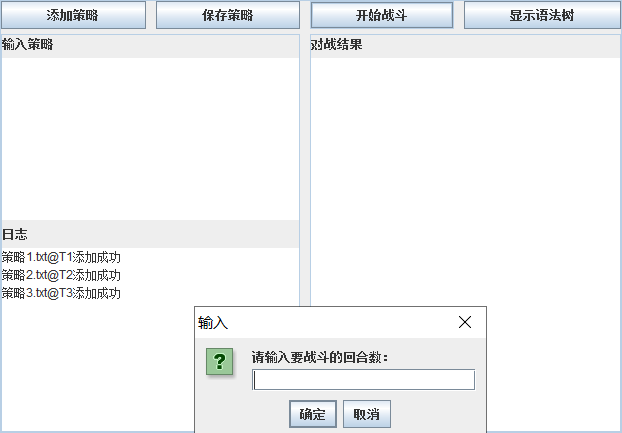 添加策略 保存策略 开始战斗 显示语法树
输入策略
对战结果
日志
策略1.txt@T1添加成功
策略2.txt@T2添加成功
策略3.txt@T3添加成功
输入
?
请输入要战斗的回合数：
确定 取消